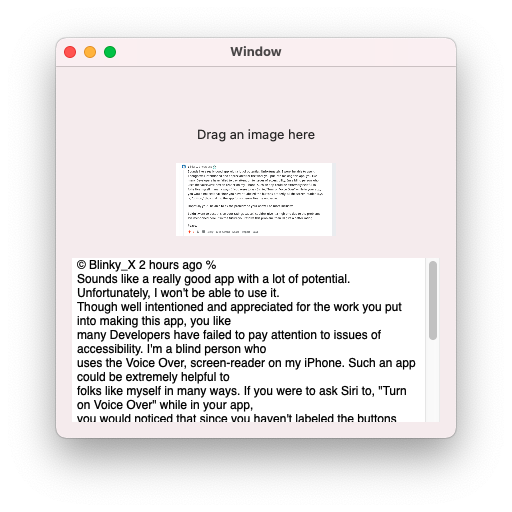 Window
Drag an image here
© Blinky_X 2 hours ago %
Sounds like a really good app with a lot of potential.
Unfortunately, I won't be able to use it.
Though well intentioned and appreciated for the work you put
into making this app, you like
many Developers have failed to pay attention to issues of
accessibility. I'm a blind person who
uses the Voice Over, screen-reader on my iPhone. Such an app
could be extremely helpful to
folks like myself in many ways. If you were to ask Siri to, "Turn
on Voice Over" while in your app,
you would noticed that since you haven't labeled the buttons